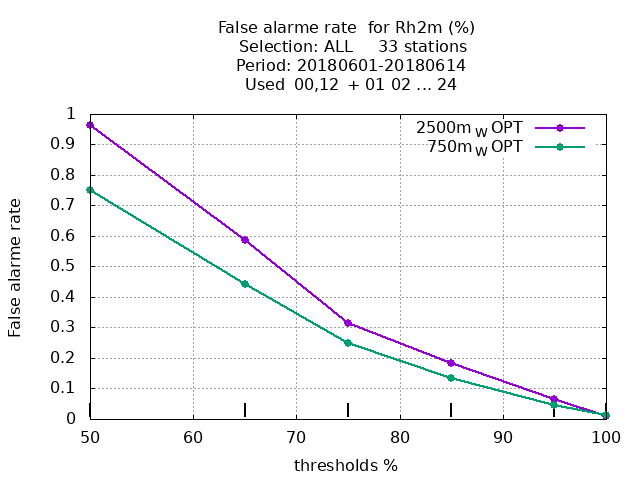 False alarme rate for Rh2m (%)
Selection: ALL 33 stations
Period: 20180601-20180614
Used 00,12 + 01 02 ... 24
2500m W OPT
750m W OPT
False alarme rate
1
0.9
0.8
0.7
0.6
0.5
0.4
0.3
0.2
0.1
0
50 60 70 80 90 100
thresholds %